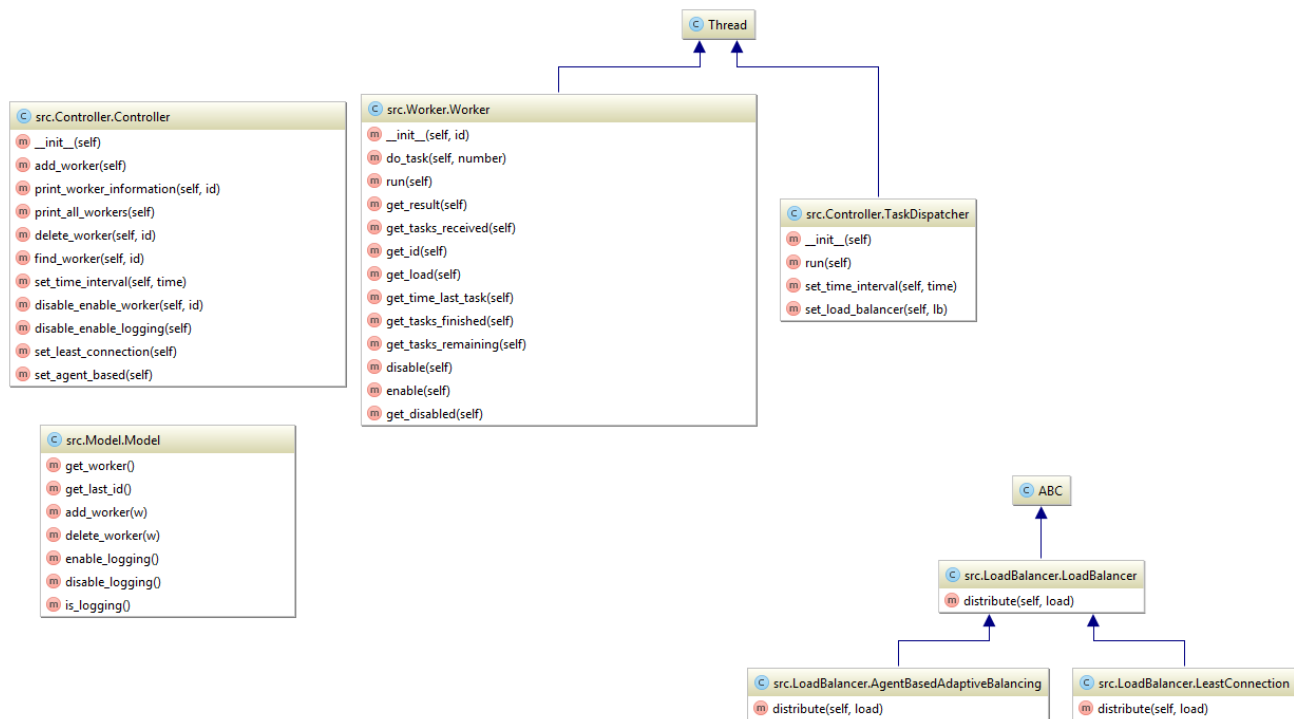 C Thread
C src.Controller.Controller
m __init__(self)
m add_worker(self)
m print_worker_information(self, id)
m print_all_workers(self)
m delete_worker(self, id)
m find_worker(self, id)
m set_time_interval(self, time)
m disable_enable_worker(self, id)
m disable_enable_logging(self)
m set_least_connection(self)
m set_agent_based(self)
C src.Worker.Worker
m __init__(self, id)
m do_task(self, number)
m run(self)
m get_result(self)
m get_tasks_received(self)
m get_id(self)
m get_load(self)
m get_time_last_task(self)
m get_tasks_finished(self)
m get_tasks_remaining(self)
m disable(self)
m enable(self)
m get_disabled(self)
C src.Controller.TaskDispatcher
m __init__(self)
m run(self)
m set_time_interval(self, time)
m set_load_balancer(self, lb)
C src.Model.Model
m get_worker()
m get_last_id()
m add_worker(w)
m delete_worker(w)
m enable_logging()
m disable_logging()
m is_logging()
C ABC
C src.LoadBalancer.LoadBalancer
m distribute(self, load)
C src.LoadBalancer.AgentBasedAdaptiveBalancing
m distribute(self, load)
C src.LoadBalancer.LeastConnection
m distribute(self, load)